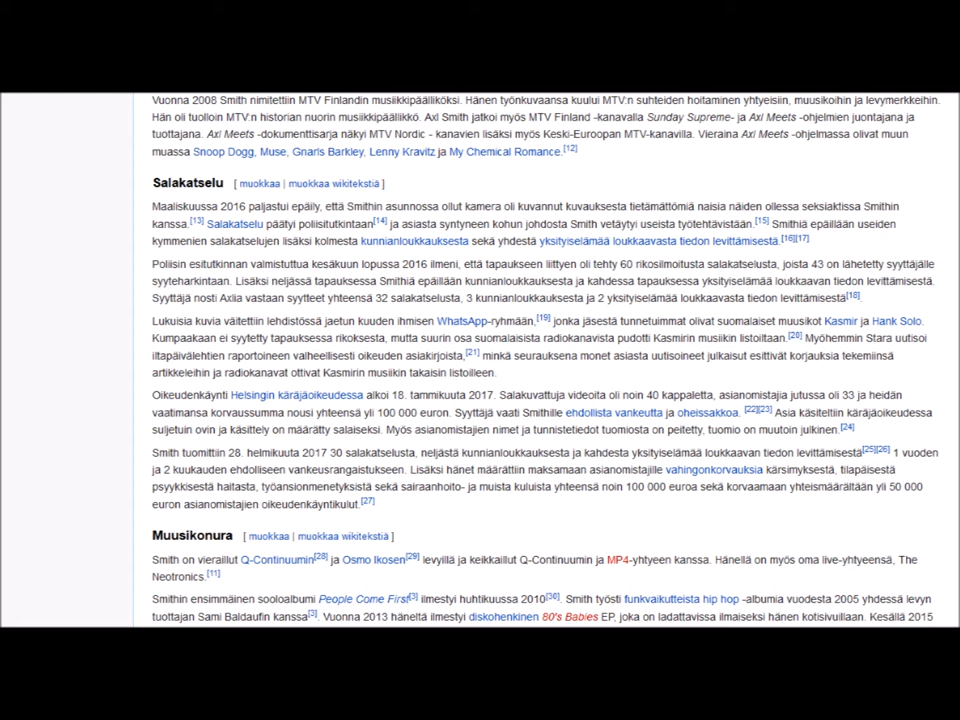 Vuonna 2008 Smith nimitettiin MTV Finlandin musiikkipäälliköksi. Hänen työnkuvaansa kuului MTV:n suhteiden hoitaminen yhtyeisiin, muusikoihin ja levymerkkeihin.
Hän oli tuolloin MTV:n historian nuorin musiikkipäällikkö. Axl Smith jatkoi myös MTV Finland -kanavalla Sunday Supreme- ja Axl Meets -ohjelmien juontajana ja
tuottajana. Axl Meets -dokumenttisarja näkyi MTV Nordic - kanavien lisäksi myös Keski-Euroopan MTV-kanavilla. Vieraina Axl Meets -ohjelmassa olivat muun
muassa Snoop Dogg, Muse, Gnarls Barkley, Lenny Kravitz ja My Chemical Romance.[12]
Salakatselu [ muokkaa | muokkaa wikitekstiä ]
Maaliskuussa 2016 paljastui epäily, että Smithin asunnossa ollut kamera oli kuvannut kuvauksesta tietämättömiä naisia näiden ollessa seksiaktissa Smithin
kanssa.[13] Salakatselu päätyi poliisitutkintaan[14] ja asiasta syntyneen kohun johdosta Smith vetäytyi useista työtehtävistään.[15] Smithiä epäillään useiden
kymmenien salakatselujen lisäksi kolmesta kunnianloukkauksesta sekä yhdestä yksityiselämää loukkaavasta tiedon levittämisestä.[16][17]
Poliisin esitutkinnan valmistuttua kesäkuun lopussa 2016 ilmeni, että tapaukseen liittyen oli tehty 60 rikosilmoitusta salakatselusta, joista 43 on lähetetty syyttäjälle
syyteharkintaan. Lisäksi neljässä tapauksessa Smithiä epäillään kunnianloukkauksesta ja kahdessa tapauksessa yksityiselämää loukkaavan tiedon levittämisestä.
Syyttäjä nosti Axlia vastaan syytteet yhteensä 32 salakatselusta, 3 kunnianloukkauksesta ja 2 yksityiselämää loukkaavasta tiedon levittämisestä[18].
Lukuisia kuvia väitettiin lehdistössä jaetun kuuden ihmisen WhatsApp-ryhmään,[19] jonka jäsestä tunnetuimmat olivat suomalaiset muusikot Kasmir ja Hank Solo.
Kumpaakaan ei syytetty tapauksessa rikoksesta, mutta suurin osa suomalaisista radiokanavista pudotti Kasmirin musiikin listoiltaan.[20] Myöhemmin Stara uutisoi
iltapäivälehtien raportoineen valheellisesti oikeuden asiakirjoista,[21] minkä seurauksena monet asiasta uutisoineet julkaisut esittivät korjauksia tekemiinsä
artikkeleihin ja radiokanavat ottivat Kasmirin musiikin takaisin listoilleen.
Oikeudenkäynti Helsingin käräjäoikeudessa alkoi 18. tammikuuta 2017. Salakuvattuja videoita oli noin 40 kappaletta, asianomistajia jutussa oli 33 ja heidän
vaatimansa korvaussumma nousi yhteensä yli 100 000 euron. Syyttäjä vaati Smithille ehdollista vankeutta ja oheissakkoa. [22][23] Asia käsiteltiin käräjäoikeudessa
suljetuin ovin ja käsittely on määrätty salaiseksi. Myös asianomistajien nimet ja tunnistetiedot tuomiosta on peitetty, tuomio on muutoin julkinen.[24]
Smith tuomittiin 28. helmikuuta 2017 30 salakatselusta, neljästä kunnianloukkauksesta ja kahdesta yksityiselämää loukkaavan tiedon levittämisestä[25][26] 1 vuoden
ja 2 kuukauden ehdolliseen vankeusrangaistukseen. Lisäksi hänet määrättiin maksamaan asianomistajille vahingonkorvauksia kärsimyksestä, tilapäisestä
psyykkisestä haitasta, työansionmenetyksistä sekä sairaanhoito- ja muista kuluista yhteensä noin 100 000 euroa sekä korvaamaan yhteismäärältään yli 50 000
euron asianomistajien oikeudenkäyntikulut.[27]
Muusikonura [ muokkaa | muokkaa wikitekstiä ]
Smith on vieraillut Q-Continuumin[28] ja Osmo Ikosen[29] levyillä ja keikkaillut Q-Continuumin ja MP4-yhtyeen kanssa. Hänellä on myös oma live-yhtyeensä, The
Neotronics.[11]
Smithin ensimmäinen sooloalbumi People Come First[3] ilmestyi huhtikuussa 2010[30]. Smith työsti funkvaikutteista hip hop -albumia vuodesta 2005 yhdessä levyn
tuottajan Sami Baldaufin kanssa[3]. Vuonna 2013 häneltä ilmestyi diskohenkinen 80's Babies EP, joka on ladattavissa ilmaiseksi hänen kotisivuillaan. Kesällä 2015